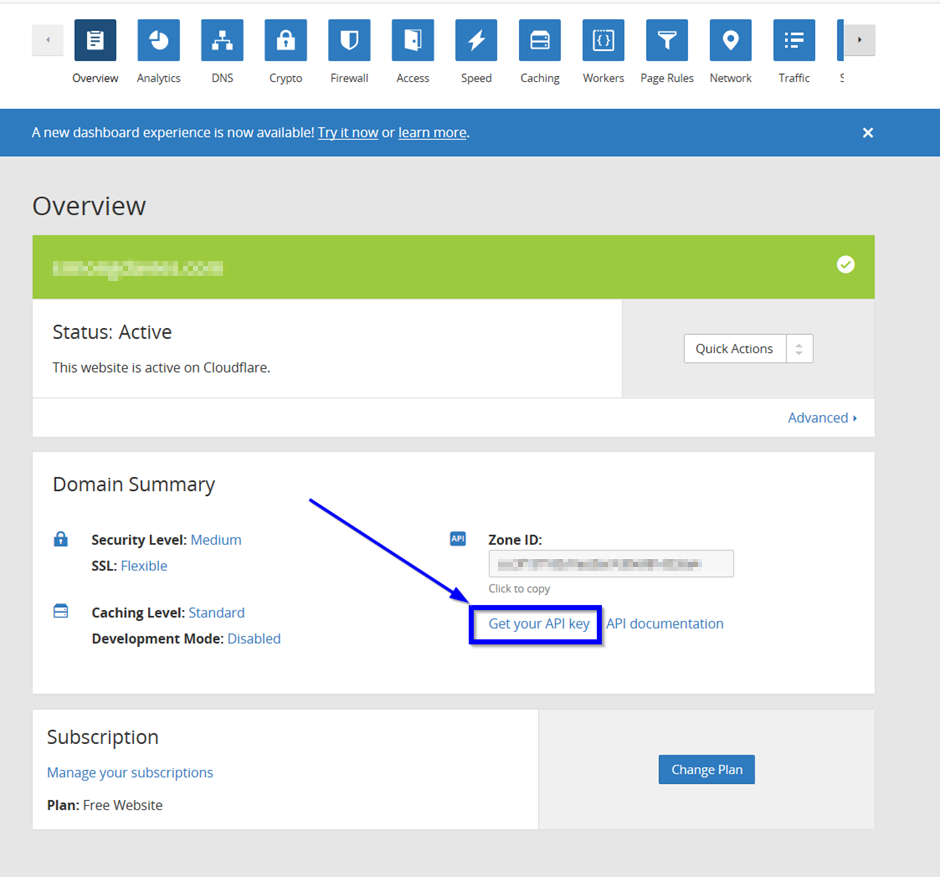 Overview Analytics DNS Crypto Firewall Access Speed Caching Workers Page Rules Network Traffic
A new dashboard experience is now available! Try it now or learn more.
Overview
Status: Active
This website is active on Cloudflare.
Quick Actions
Advanced
Domain Summary
Security Level: Medium
SSL: Flexible
Caching Level: Standard
Development Mode: Disabled
API Zone ID:
Click to copy
Get your API key API documentation
Subscription
Manage your subscriptions
Plan: Free Website
Change Plan